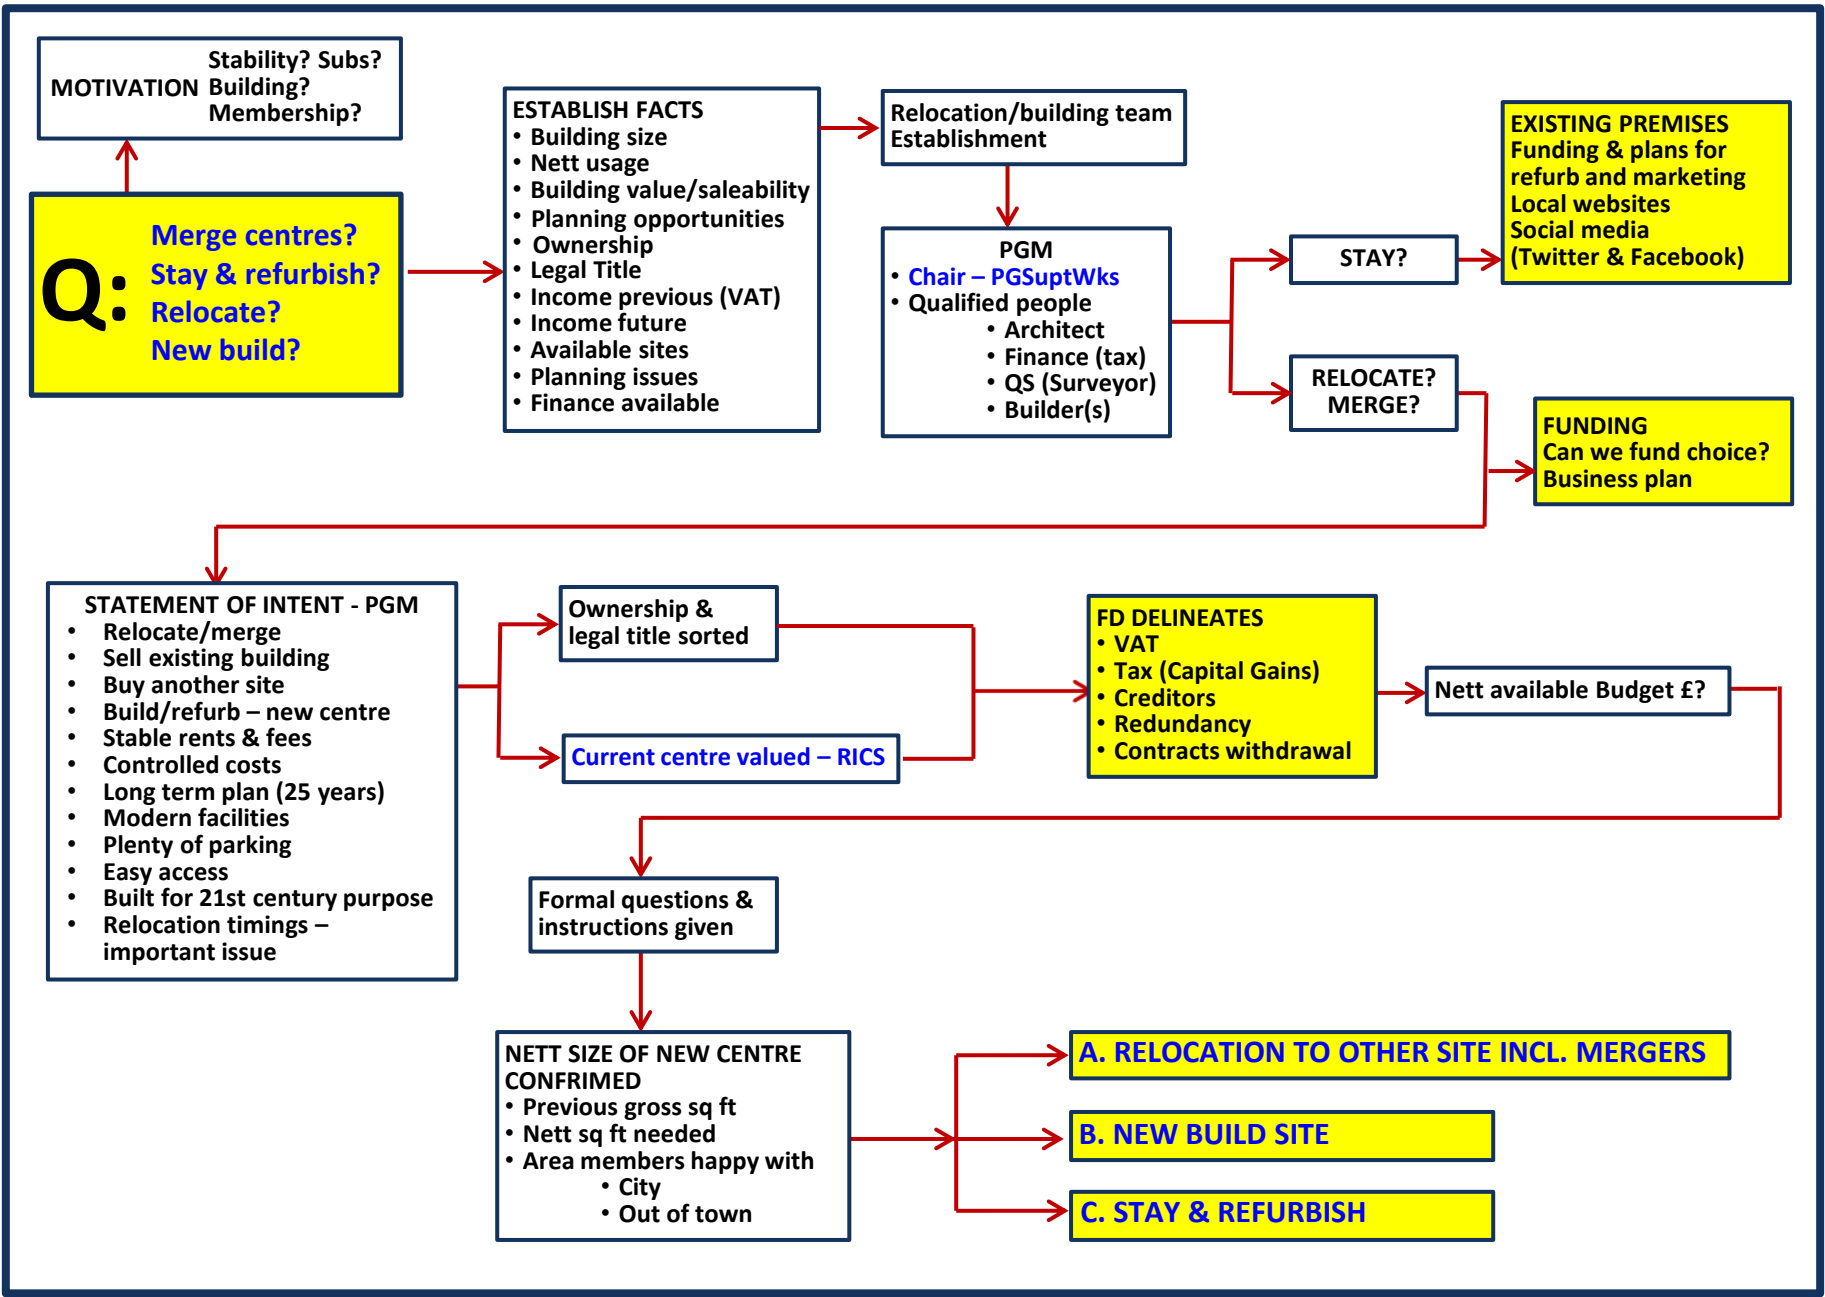 MOTIVATION
Stability? Subs?
Building?
Membership?
Q:
Merge centres?
Stay & refurbish?
Relocate?
New build?
ESTABLISH FACTS
• Building size
• Nett usage
• Building value/saleability
• Planning opportunities
• Ownership
• Legal Title
• Income previous (VAT)
• Income future
• Available sites
• Planning issues
• Finance available
Relocation/building team
Establishment
PGM
• Chair – PGSuptWks
• Qualified people
• Architect
• Finance (tax)
• QS (Surveyor)
• Builder(s)
STAY?
EXISTING PREMISES
Funding & plans for
refurb and marketing
Local websites
Social media
(Twitter & Facebook)
RELOCATE?
MERGE?
FUNDING
Can we fund choice?
Business plan
STATEMENT OF INTENT - PGM
• Relocate/merge
• Sell existing building
• Buy another site
• Build/refurb – new centre
• Stable rents & fees
• Controlled costs
• Long term plan (25 years)
• Modern facilities
• Plenty of parking
• Easy access
• Built for 21st century purpose
• Relocation timings –
important issue
Ownership &
legal title sorted
Current centre valued – RICS
FD DELINEATES
• VAT
• Tax (Capital Gains)
• Creditors
• Redundancy
• Contracts withdrawal
Nett available Budget £?
Formal questions &
instructions given
NETT SIZE OF NEW CENTRE
CONFRIMED
• Previous gross sq ft
• Nett sq ft needed
• Area members happy with
• City
• Out of town
A. RELOCATION TO OTHER SITE INCL. MERGERS
B. NEW BUILD SITE
C. STAY & REFURBISH